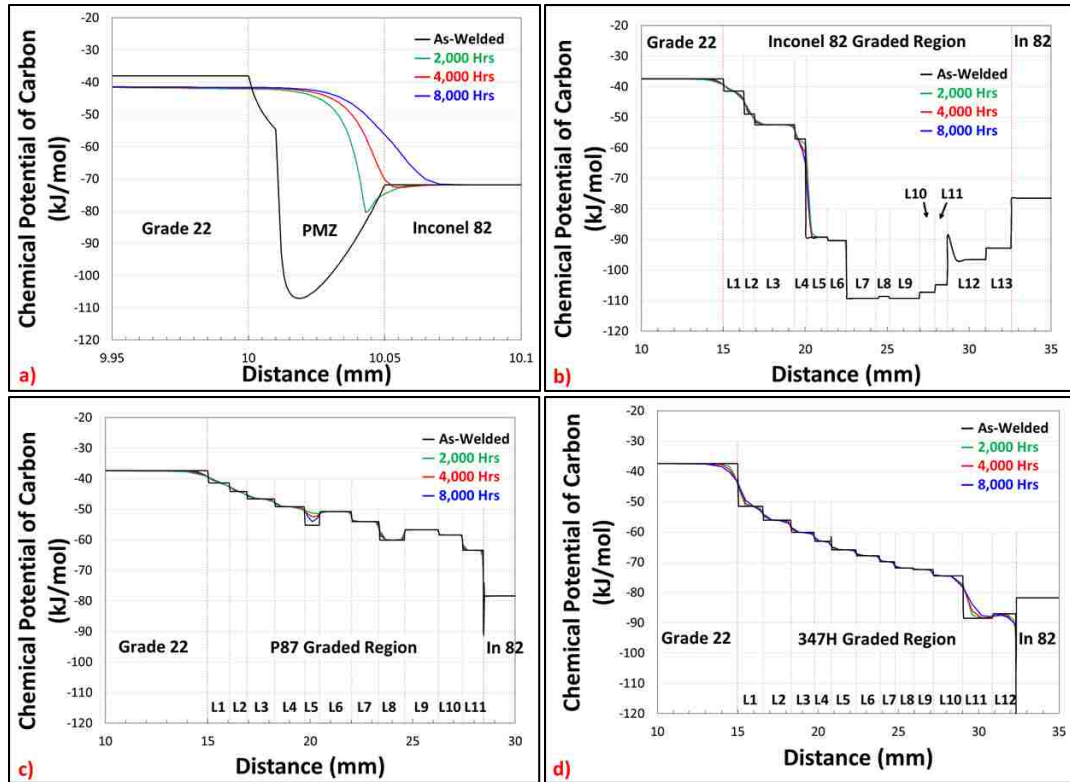 Chemical Potential of Carbon
(kJ/mol)
-20
-30
-40
-50
-60
-70
-80
-90
-100
-110
-120
As-Welded
2,000 Hrs
4,000 Hrs
8,000 Hrs
Grade 22
PMZ
Inconel 82
9.95
10
10.05
10.1
Distance (mm)
a)
Chemical Potential of Carbon
(kJ/mol)
-20
-30
-40
-50
-60
-70
-80
-90
-100
-110
-120
Grade 22
Inconel 82 Graded Region
In 82
As-Welded
2,000 Hrs
4,000 Hrs
8,000 Hrs
L10
L11
L1 L2 L3 L4 L5 L6 L7 L8 L9 L12 L13
10 15 20 25 30 35
Distance (mm)
b)
Chemical Potential of Carbon
(kJ/mol)
-20
-30
-40
-50
-60
-70
-80
-90
-100
-110
-120
As-Welded
2,000 Hrs
4,000 Hrs
8,000 Hrs
Grade 22
P87 Graded Region
In 82
L1 L2 L3 L4 L5 L6 L7 L8 L9 L10 L11
10 15 20 25 30
Distance (mm)
c)
Chemical Potential of Carbon
(kJ/mol)
-20
-30
-40
-50
-60
-70
-80
-90
-100
-110
-120
As-Welded
2,000 Hrs
4,000 Hrs
8,000 Hrs
Grade 22
347H Graded Region
In 82
L1 L2 L3 L4 L5 L6 L7 L8 L9 L10 L11 L12
10 15 20 25 30 35
Distance (mm)
d)